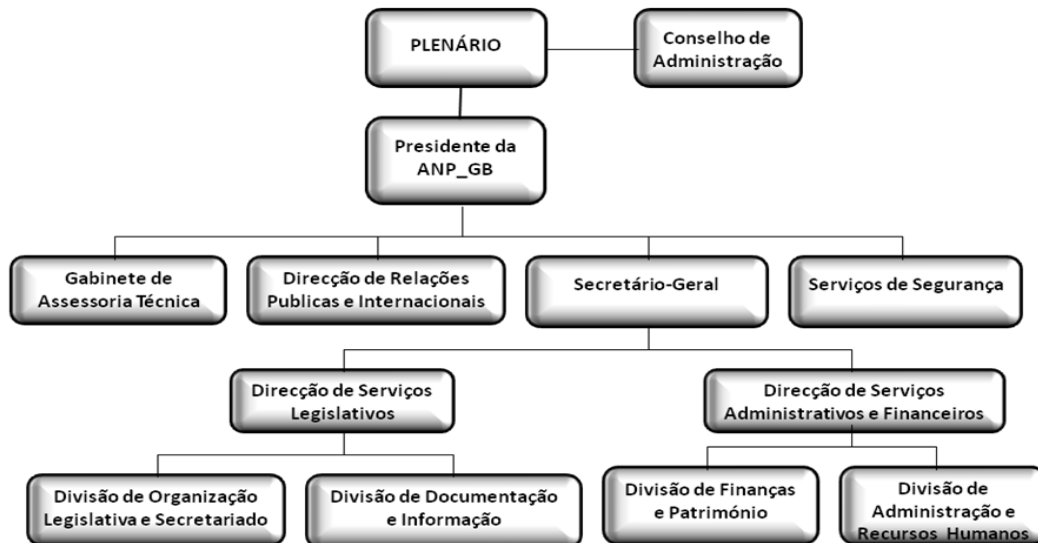 PLENÁRIO
Conselho de
Administração
Presidente da
ANP_GB
Gabinete de
Assessoria Técnica
Direcção de Relações
Publicas e Internacionais
Secretário-Geral
Serviços de Segurança
Direcção de Serviços
Legislativos
Direcção de Serviços
Administrativos e Financeiros
Divisão de Organização
Legislativa e Secretariado
Divisão de Documentação
e Informação
Divisão de Finanças
e Património
Divisão de
Administração e
Recursos Humanos